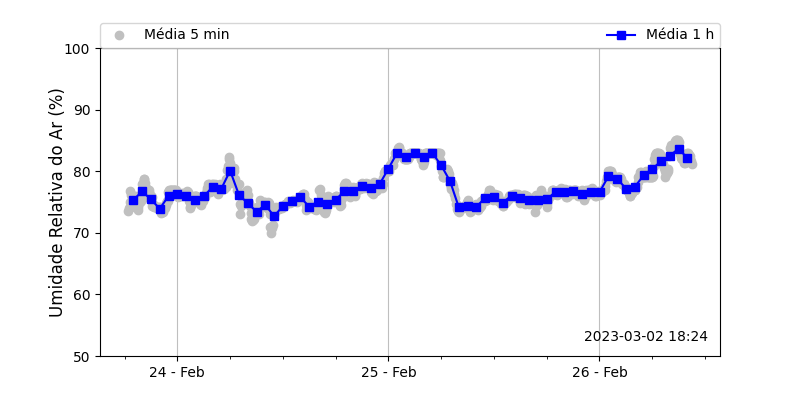 Média 5 min
Média 1 h
Umidade Relativa do Ar (%)
100
90
80
70
60
50
2023-03-02 18:24
24 - Feb
25 - Feb
26 - Feb